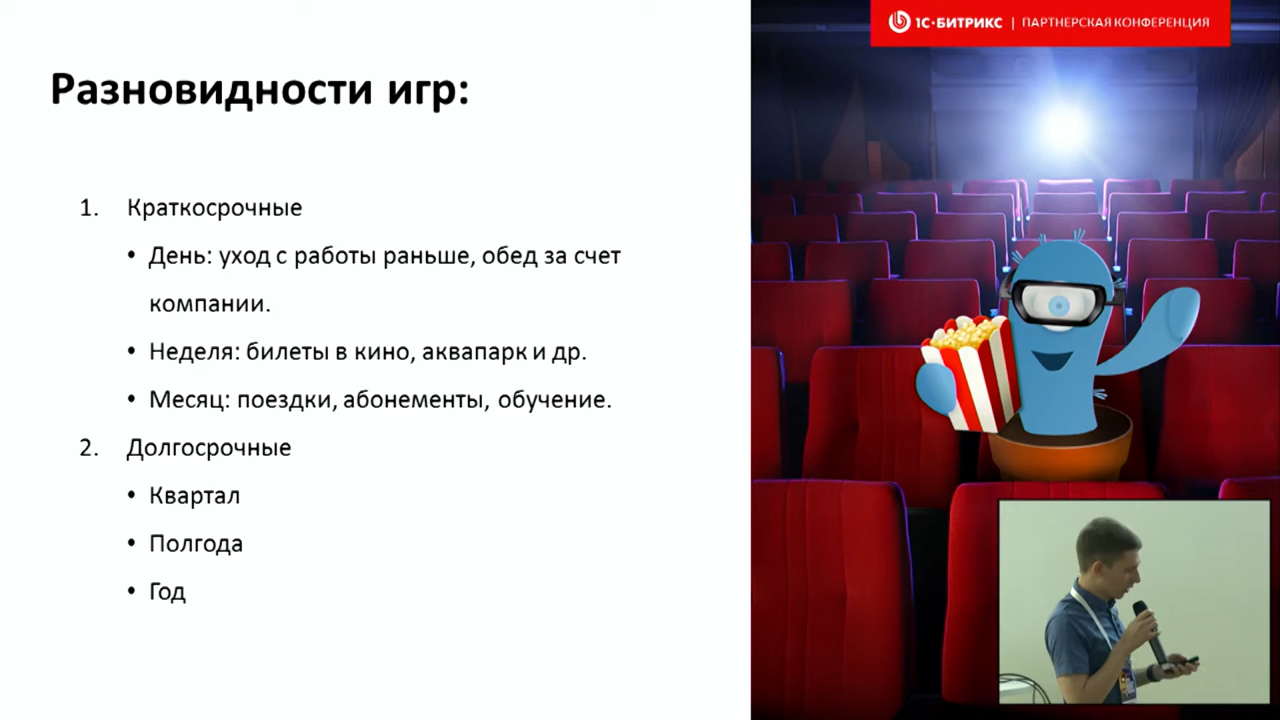 1С·БИТРИКС | ПАРТНЕРСКАЯ КОНФЕРЕНЦИЯ
Разновидности игр:
1. Краткосрочные
• День: уход с работы раньше, обед за счет
компании.
• Неделя: билеты в кино, аквапарк и др.
• Месяц: поездки, абонементы, обучение.
2. Долгосрочные
• Квартал
• Полгода
• Год